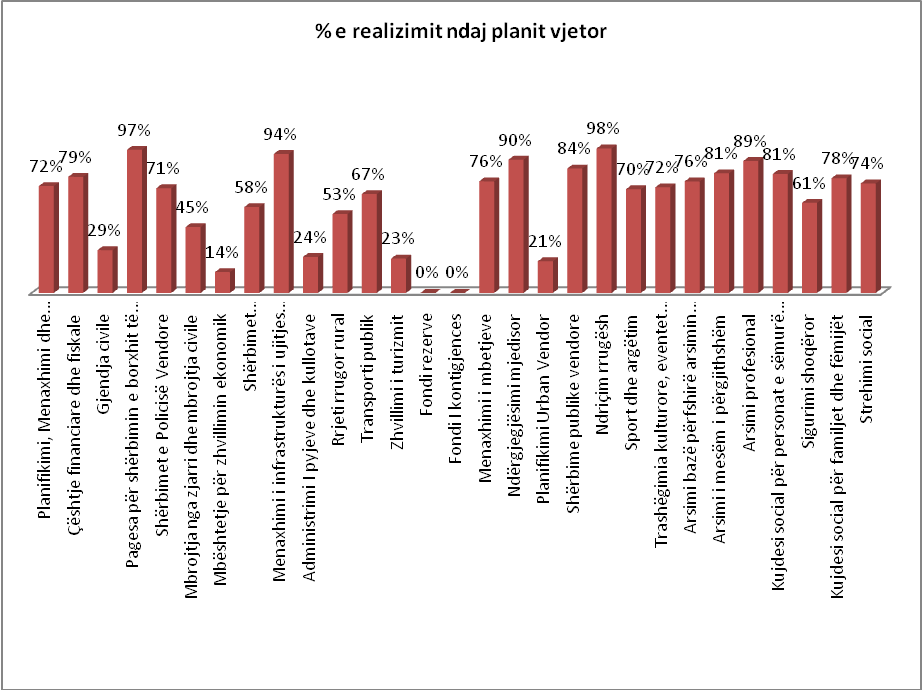 % e realizimit ndaj planit vjetor
72%
79%
29%
97%
71%
45%
14%
58%
94%
24%
53%
67%
23%
0%
0%
76%
90%
21%
84%
98%
70%
72%
76%
81%
89%
81%
61%
78%
74%
Planifikimi, Menaxhimi dhe...
Çështje financiare dhe fiskale
Gjendja civile
Pagesa për shërbimin e borxhit të...
Shërbimet e Policisë Vendore
Mbrojtja nga zjarri dhe mbrojtja civile
Mbështetje për zhvillimin ekonomik
Shërbimet...
Menaxhimi i infrastrukturës i ujitjes...
Administrimi I pyjeve dhe kullotave
Rrjeti rrugor rural
Transporti publik
Zhvillimi i turizmit
Fondi rezerve
Fondi I kontigjences
Menaxhimi i mbetjeve
Ndërgjegjësimi mjedisor
Planifikimi Urban Vendor
Shërbime publike vendore
Ndriçim rrugësh
Sport dhe argëtim
Trashëgimia kulturore, eventet...
Arsimi bazë përfshirë arsimin...
Arsimi i mesëm i përgjithshëm
Arsimi profesional
Kujdesi social për personat e sëmurë...
Sigurimi shoqëror
Kujdesi social për familjet dhe fëmijët
Strehimi social